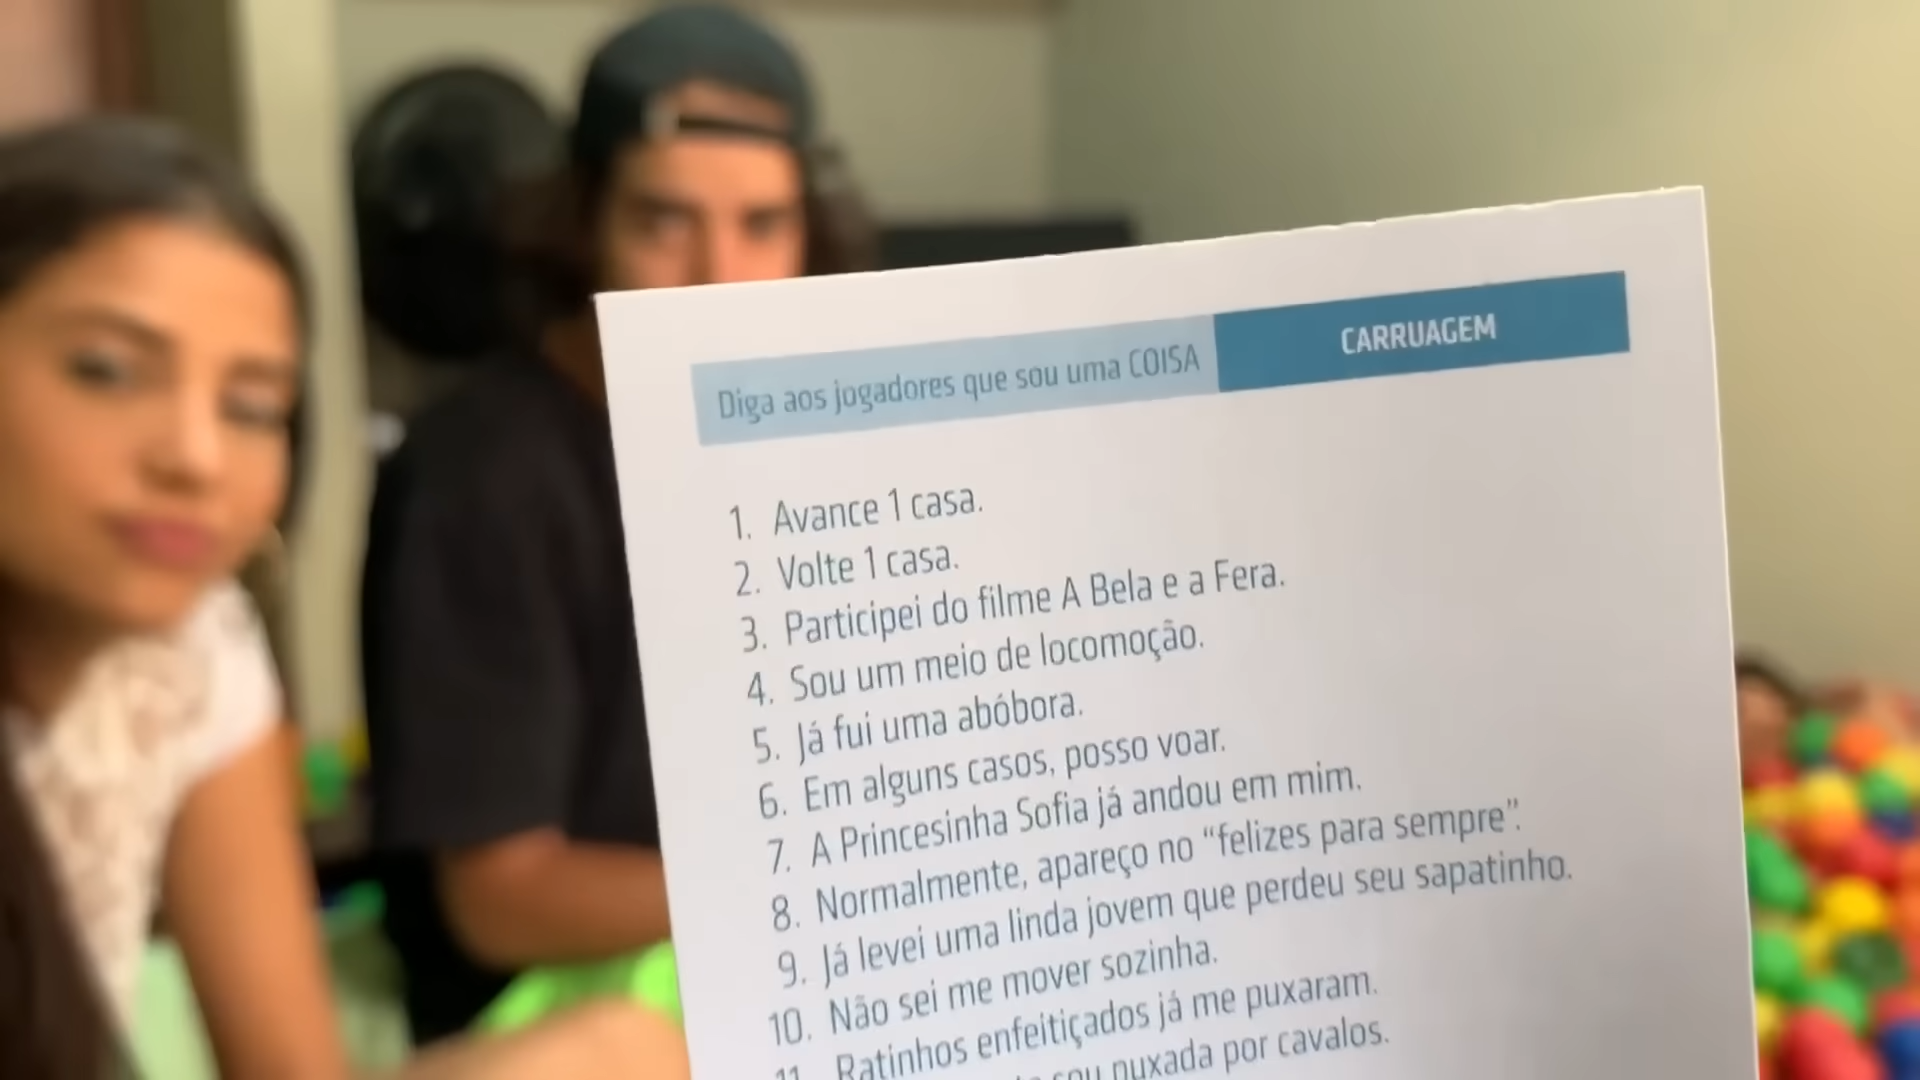 Diga aos jogadores que sou uma COISA CARRUAGEM
1. Avance 1 casa.
2. Volte 1 casa.
3. Participei do filme A Bela e a Fera.
4. Sou um meio de locomoção.
5. Já fui uma abóbora.
6. Em alguns casos, posso voar.
7. A Princesinha Sofia já andou em mim.
8. Normalmente, apareço no “felizes para sempre”.
9. Já levei uma linda jovem que perdeu seu sapatinho.
10. Não sei me mover sozinha.
11. Ratinhos enfeitiçados já me puxaram.
sou puxada por cavalos.